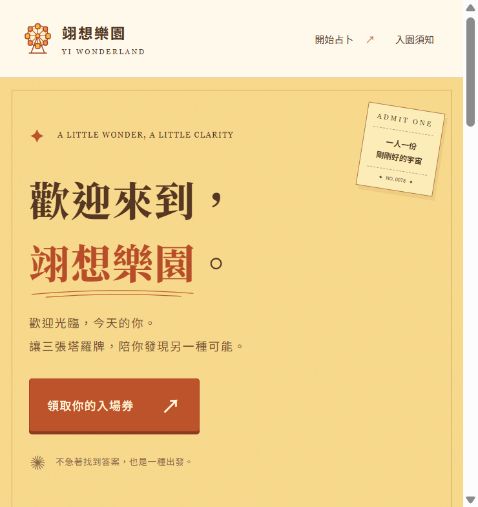 翊想樂園
YI WONDERLAND
開始占卜 ↗ 入園須知
A LITTLE WONDER, A LITTLE CLARITY
ADMIT ONE
一人一份
剛剛好的宇宙
✦ NO.0078 ✦
歡迎來到，
翊想樂園。
歡迎光臨，今天的你。
讓三張塔羅牌，陪你發現另一種可能。
領取你的入場券 ↗
不急著找到答案，也是一種出發。